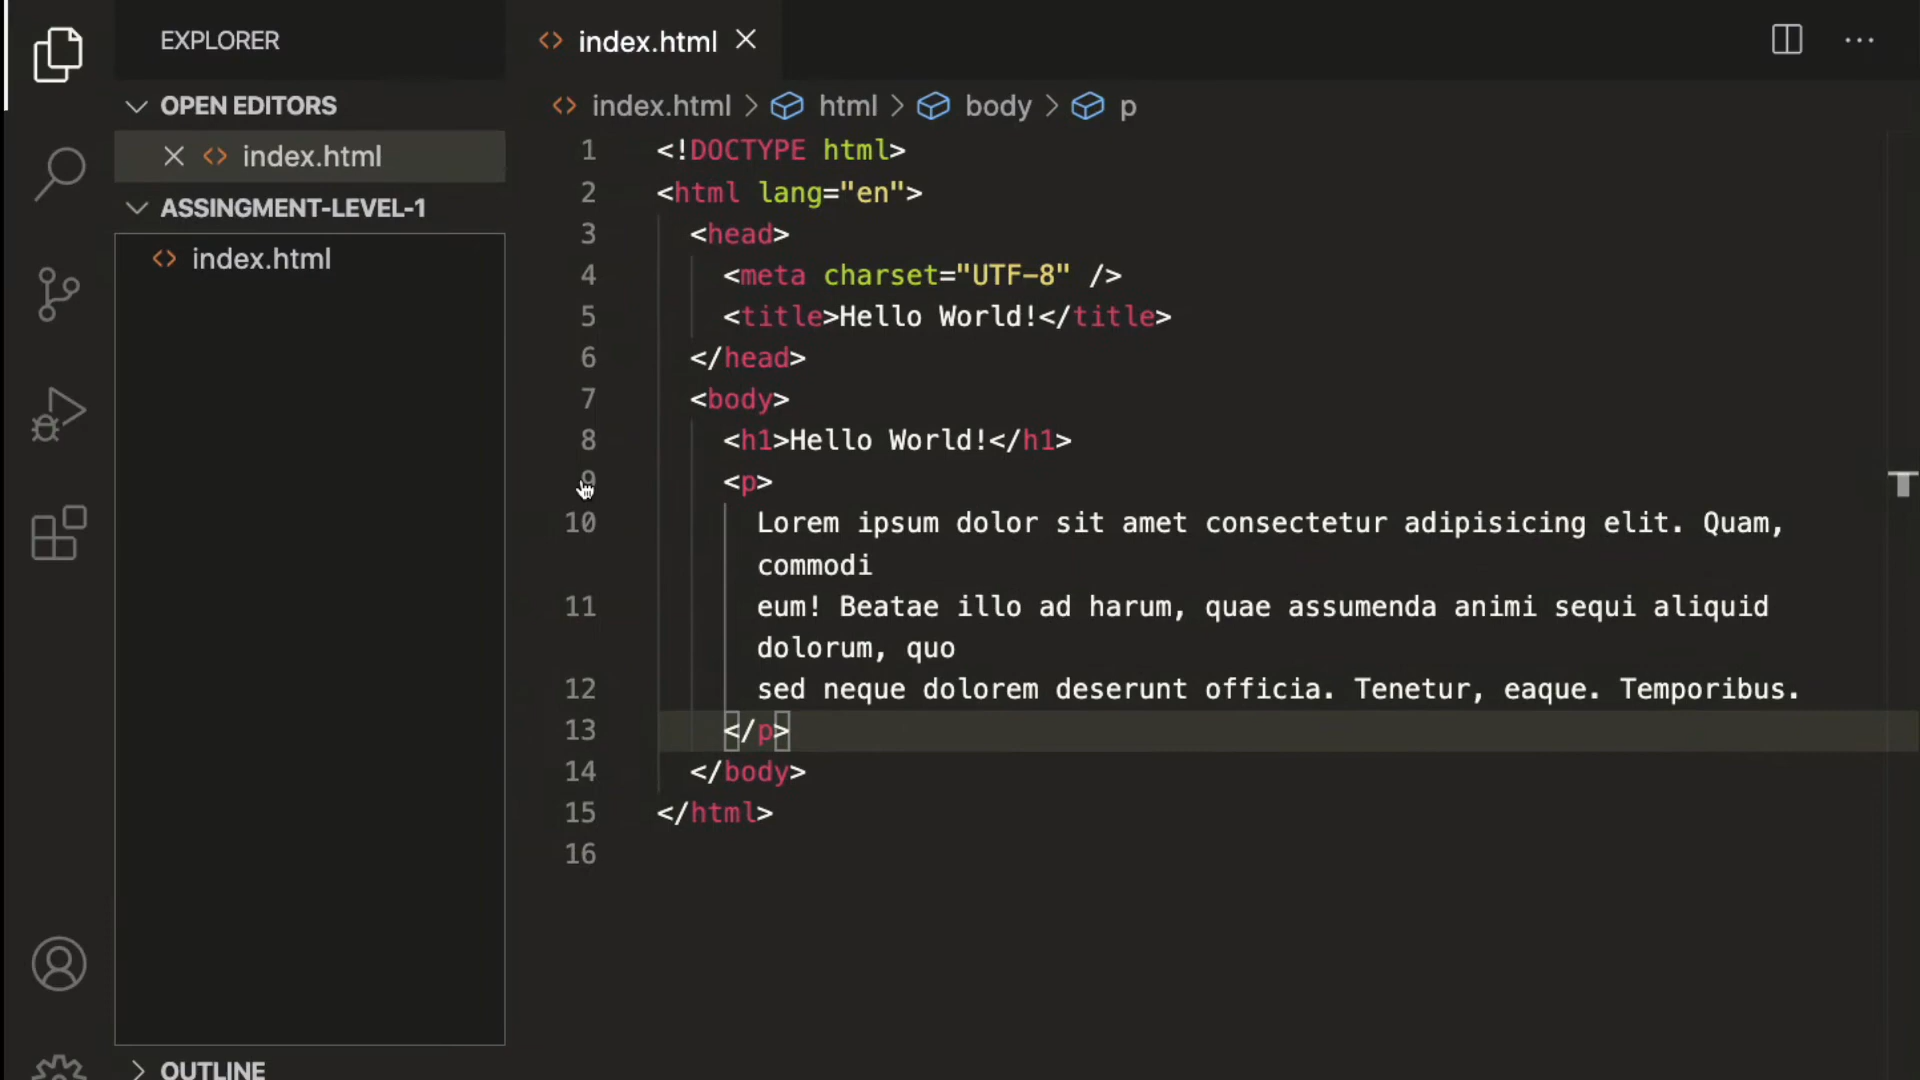 EXPLORER
index.html
OPEN EDITORS
index.html
ASSINGMENT-LEVEL-1
index.html
OUTLINE
index.html > html > body > p
1 <!DOCTYPE html>
2 <html lang="en">
3 <head>
4 <meta charset="UTF-8" />
5 <title>Hello World!</title>
6 </head>
7 <body>
8 <h1>Hello World!</h1>
9 <p>
10 Lorem ipsum dolor sit amet consectetur adipisicing elit. Quam,
commodi
11 eum! Beatae illo ad harum, quae assumenda animi sequi aliquid
dolorum, quo
12 sed neque dolorem deserunt officia. Tenetur, eaque. Temporibus.
13 </p>
14 </body>
15 </html>
16